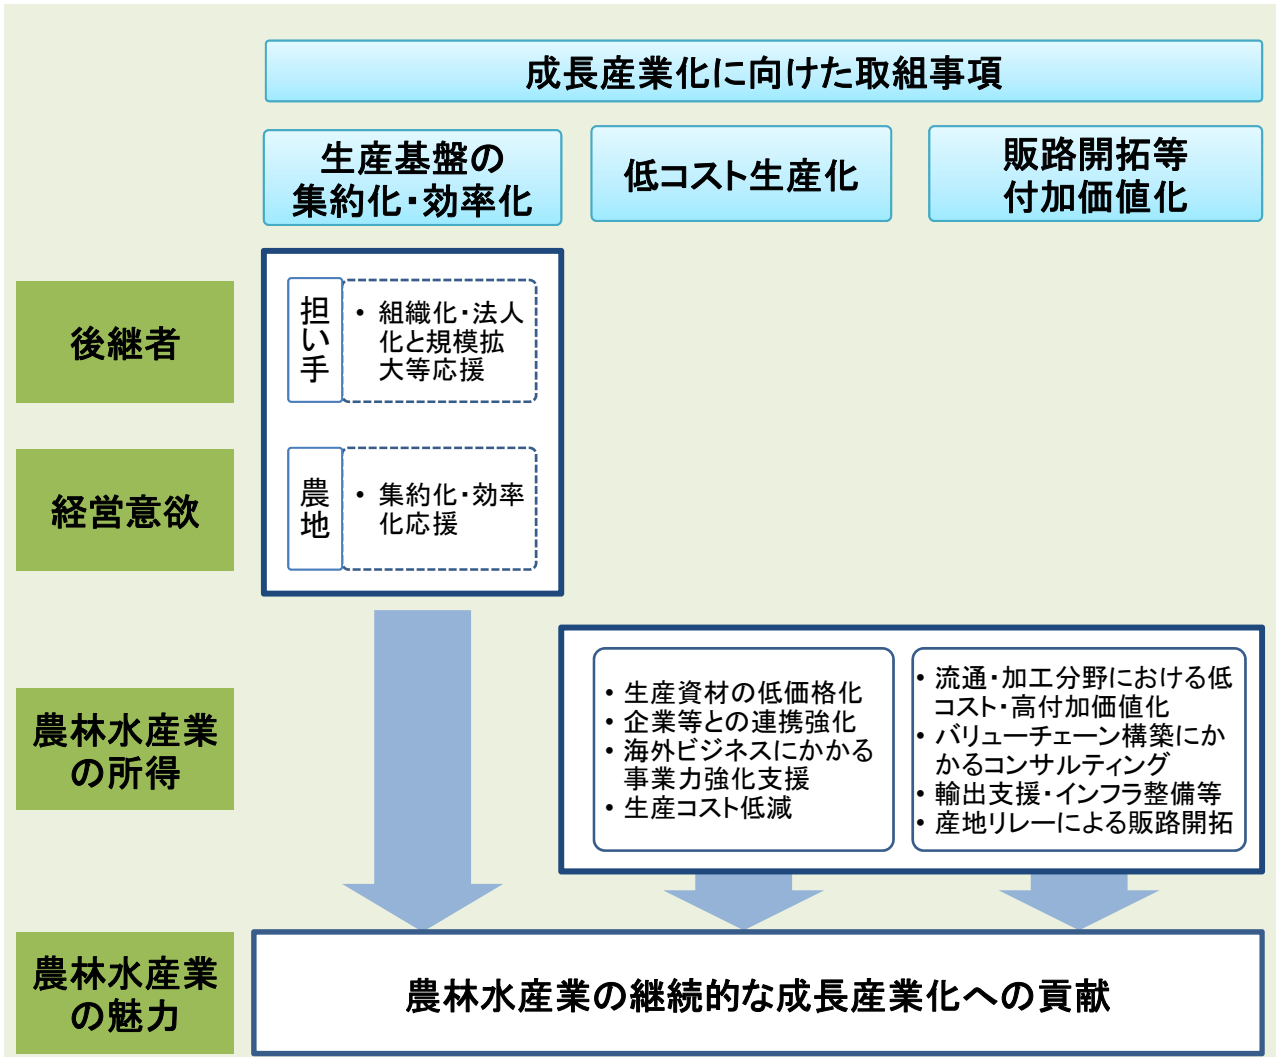 成長産業化に向けた取組事項
生産基盤の
集約化・効率化
低コスト生産化
販路開拓等
付加価値化
後継者
担い手
• 組織化・法人
化と規模拡
大等応援
経営意欲
農地
• 集約化・効率
化応援
農林水産業
の所得
• 生産資材の低価格化
• 企業等との連携強化
• 海外ビジネスにかかる
事業力強化支援
• 生産コスト低減
• 流通・加工分野における低
コスト・高付加価値化
• バリューチェーン構築にか
かるコンサルティング
• 輸出支援・インフラ整備等
• 産地リレーによる販路開拓
農林水産業
の魅力
農林水産業の継続的な成長産業化への貢献